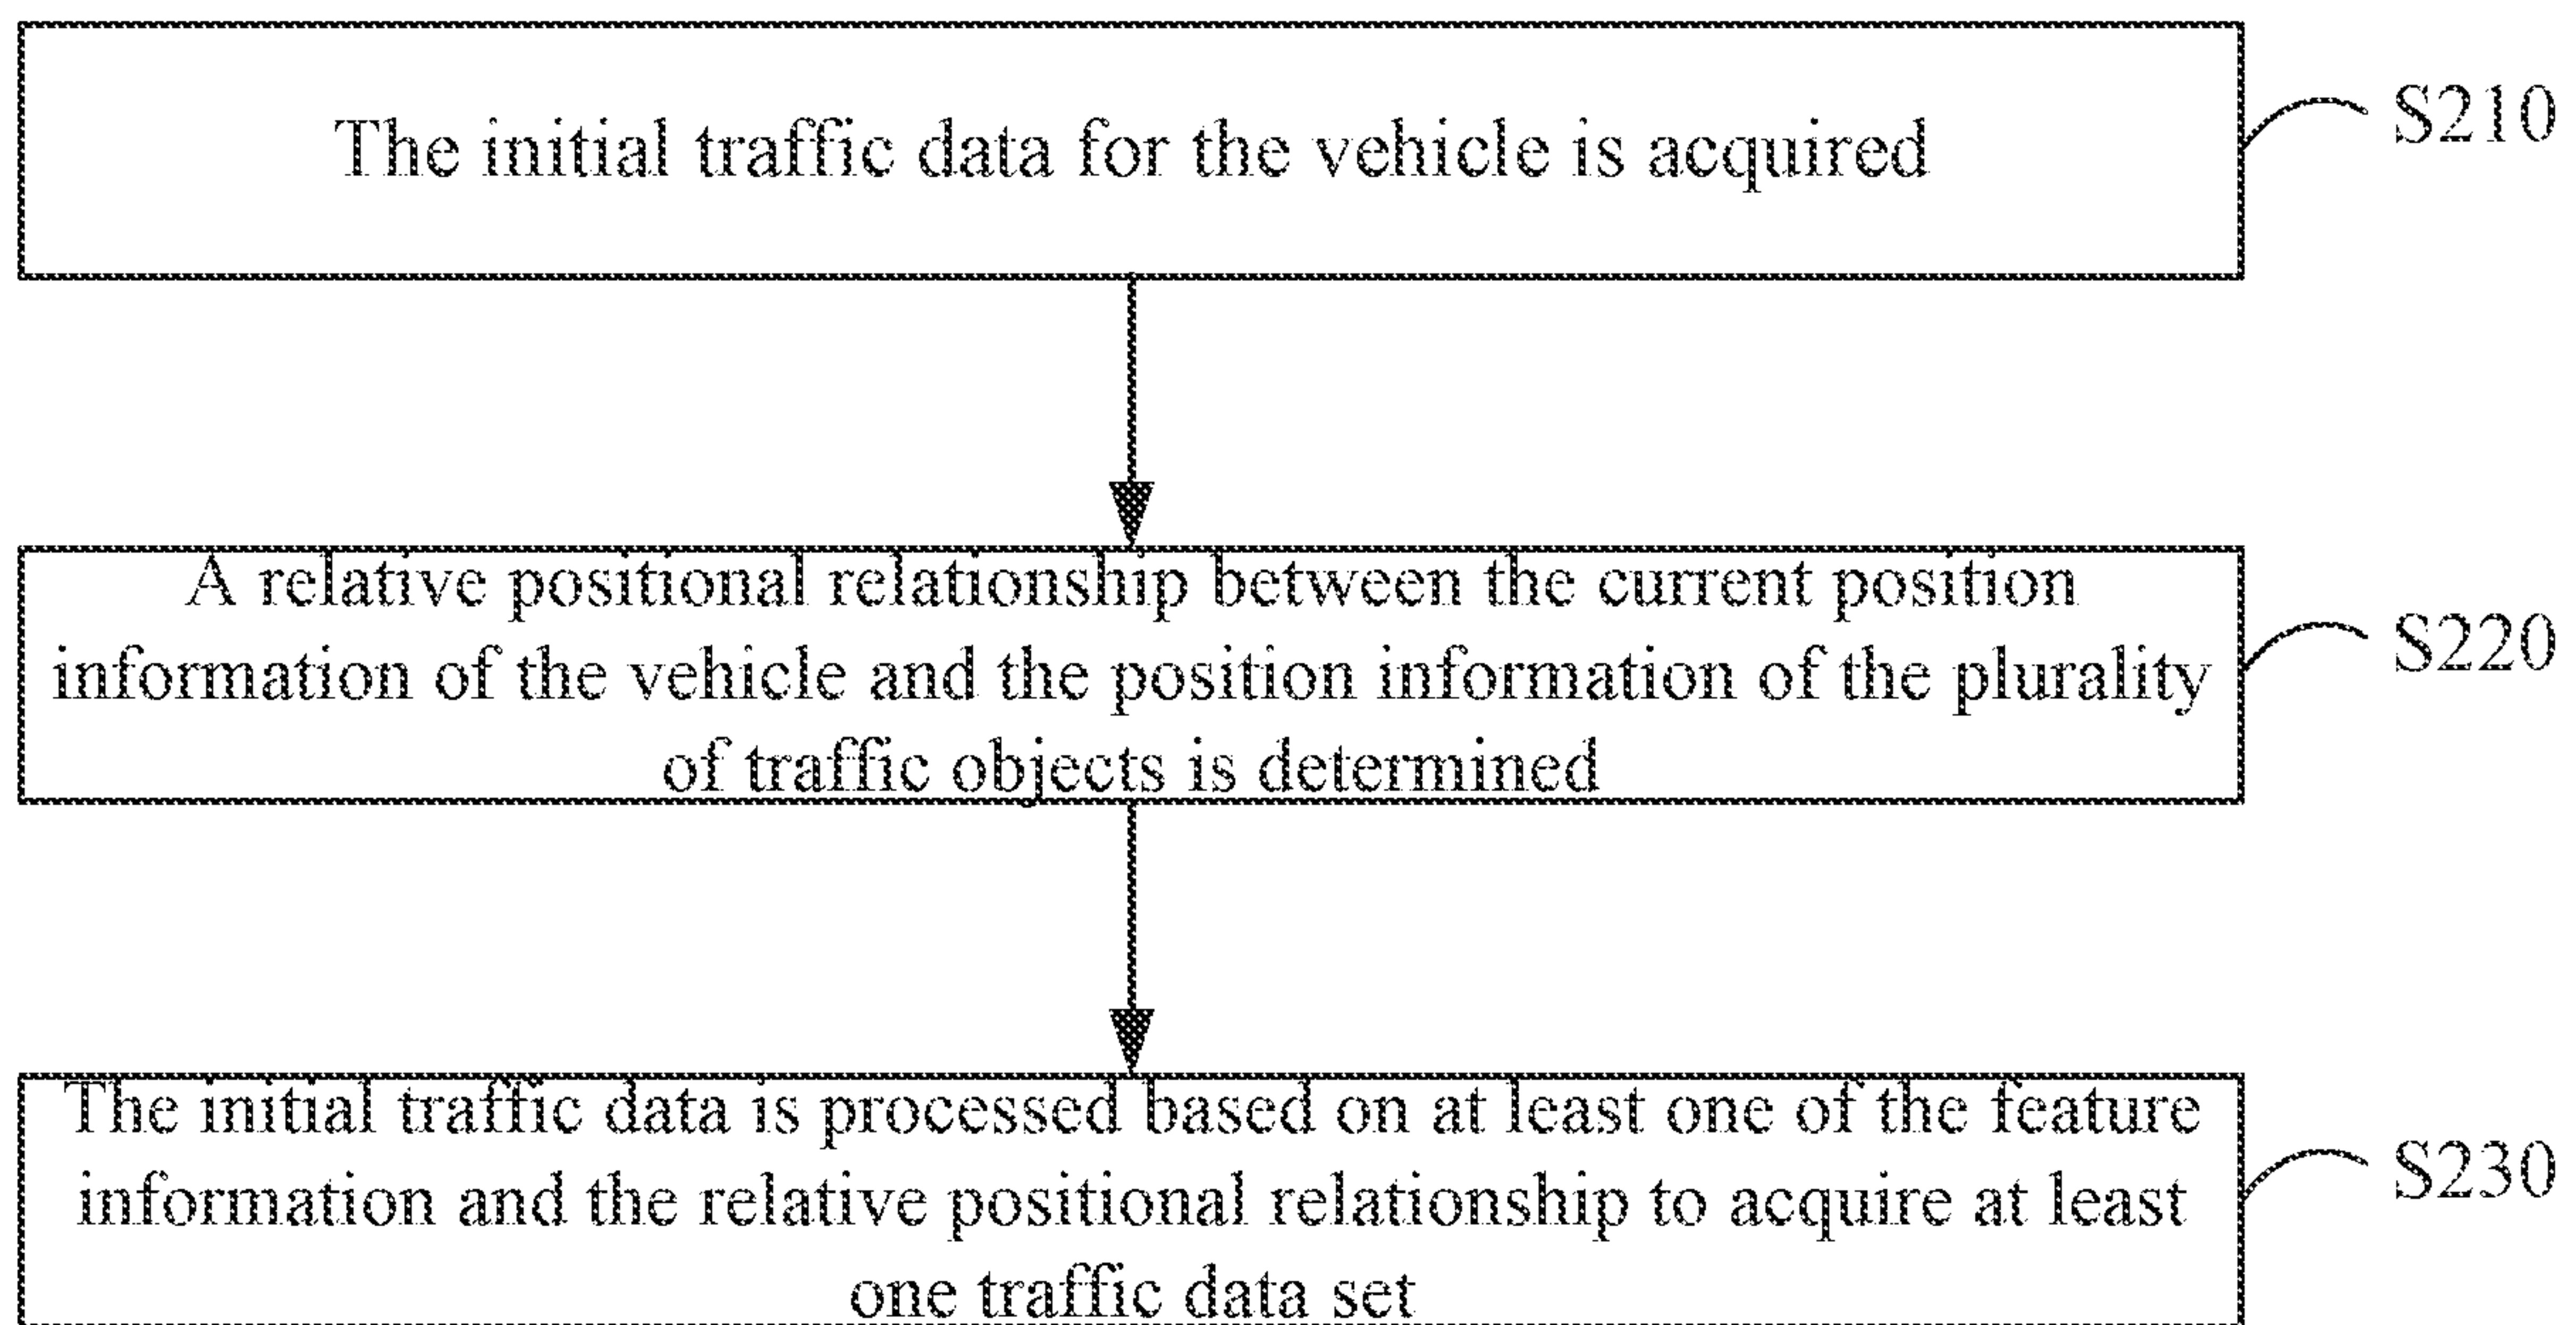 The initial traffic data for the vehicle is acquired
S210
A relative positional relationship between the current position
information of the vehicle and the position information of the plurality
of traffic objects is determined
S220
The initial traffic data is processed based on at least one of the feature
information and the relative positional relationship to acquire at least
one traffic data set
S230